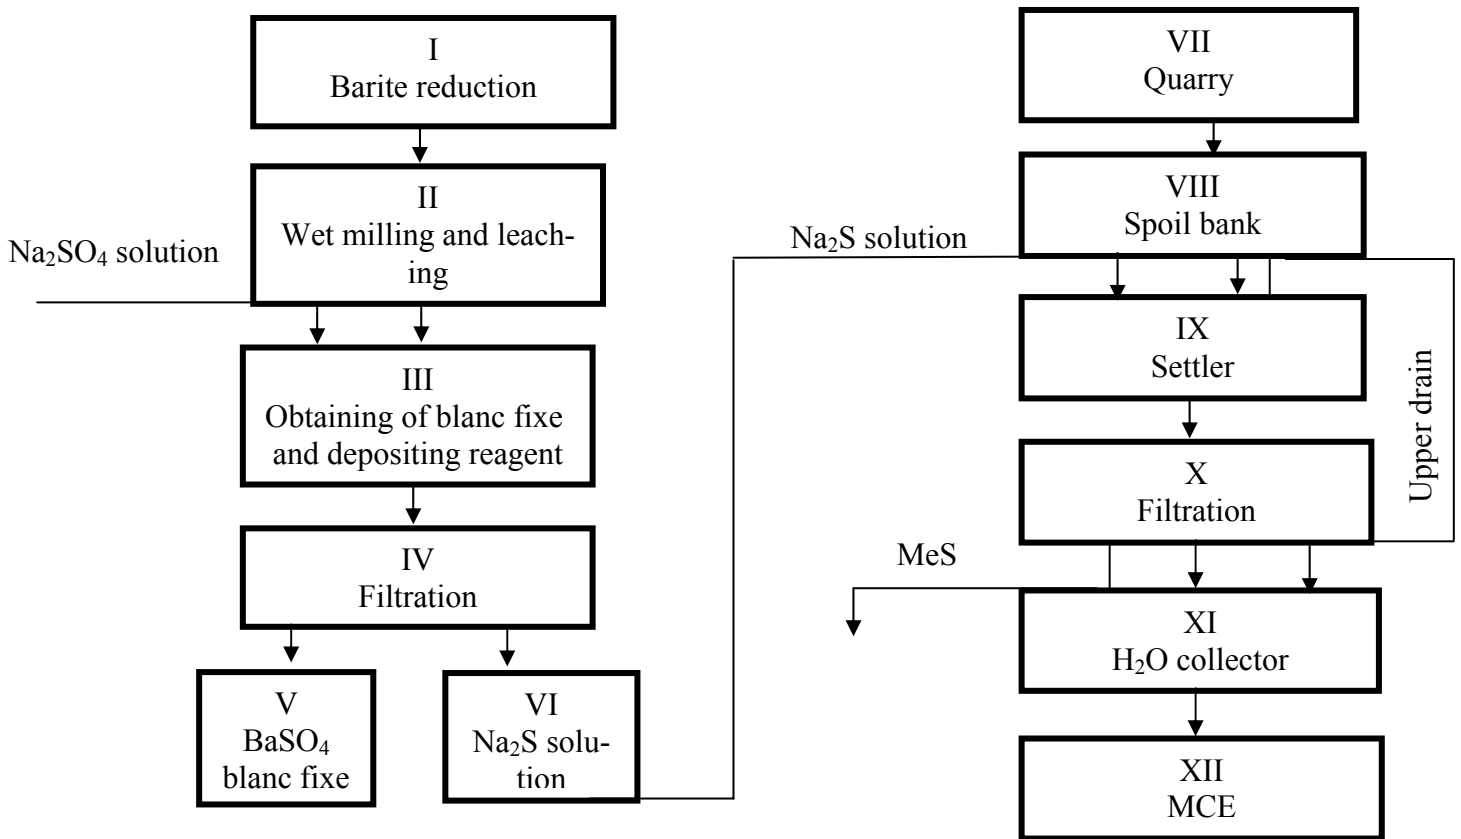 I
Barite reduction
II
Wet milling and leach-
ing
Na₂SO₄ solution
III
Obtaining of blanc fixe
and depositing reagent
IV
Filtration
V
BaSO₄
blanc fixe
VI
Na₂S solu-
tion
VII
Quarry
VIII
Spoil bank
Na₂S solution
IX
Settler
Upper drain
X
Filtration
MeS
XI
H₂O collector
XII
MCE